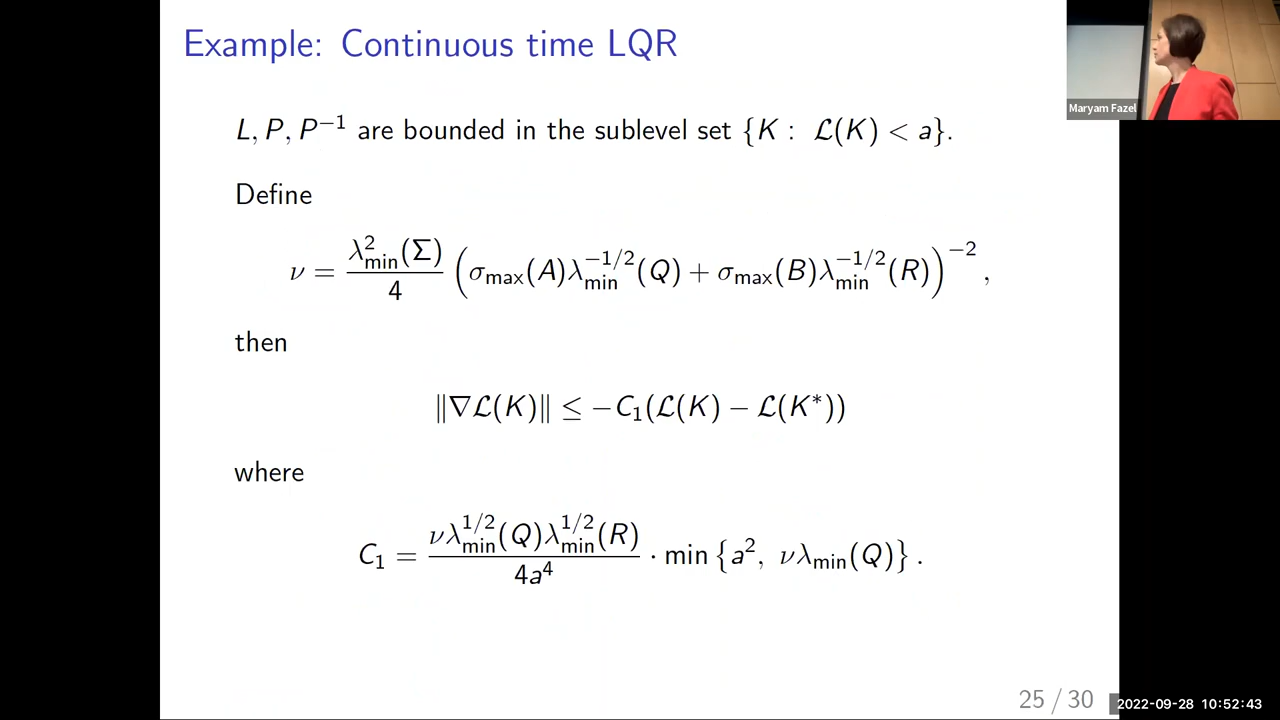 Example: Continuous time LQR
Maryam Fazel
L, P, P⁻¹ are bounded in the sublevel set {K : ℒ(K) < a}.
Define
ν = λ²_min(Σ)/4 (σ_max(A)λ_min^{−1/2}(Q) + σ_max(B)λ_min^{−1/2}(R))^{−2},
then
‖∇ℒ(K)‖ ≤ −C₁(ℒ(K) − ℒ(K*))
where
C₁ = νλ_min^{1/2}(Q)λ_min^{1/2}(R)/4a⁴ · min {a², νλ_min(Q)}.
25 / 30
2022-09-28 10:52:43